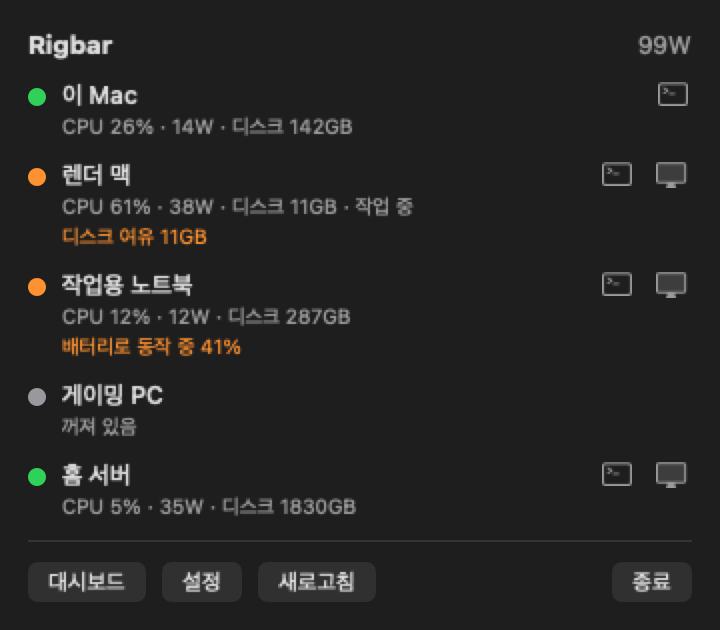 Rigbar 99W
이 Mac
CPU 26% · 14W · 디스크 142GB
렌더 맥
CPU 61% · 38W · 디스크 11GB · 작업 중
디스크 여유 11GB
작업용 노트북
CPU 12% · 12W · 디스크 287GB
배터리로 동작 중 41%
게이밍 PC
꺼져 있음
홈 서버
CPU 5% · 35W · 디스크 1830GB
대시보드 설정 새로고침 종료